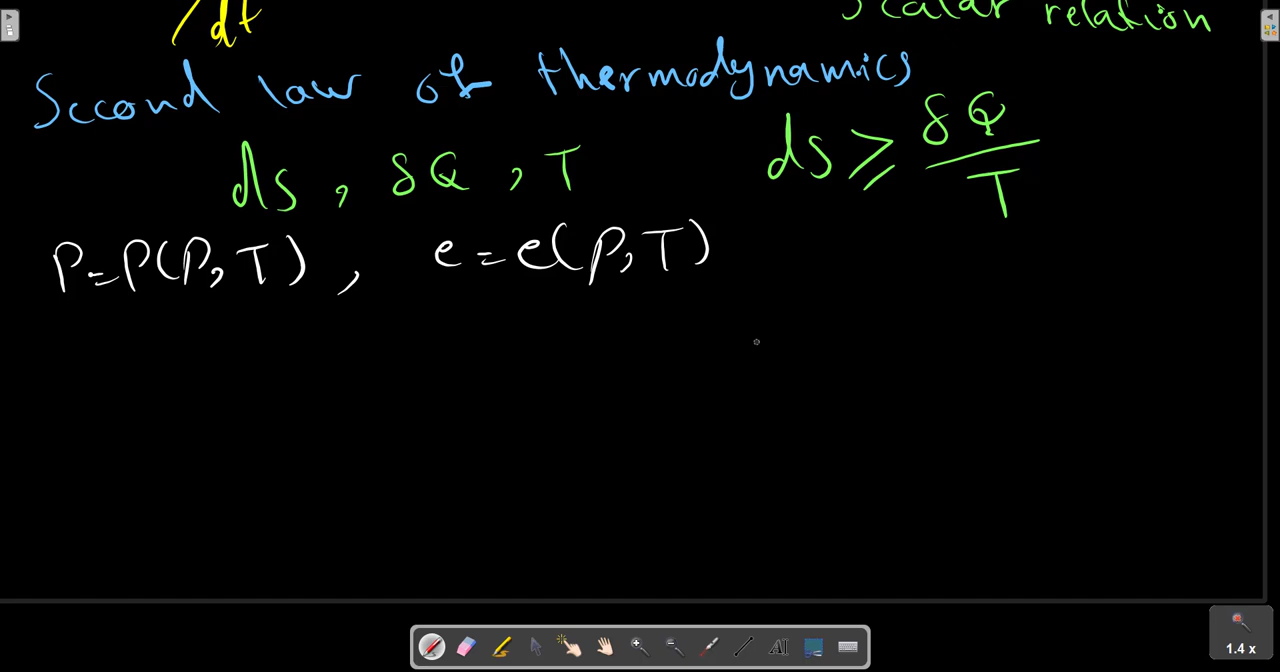 /dt
scalar relation
Second law of thermodynamics
ds, δQ, T
ds ≥ δQ/T
P = P(P, T), e = e(P, T)
1.4 x